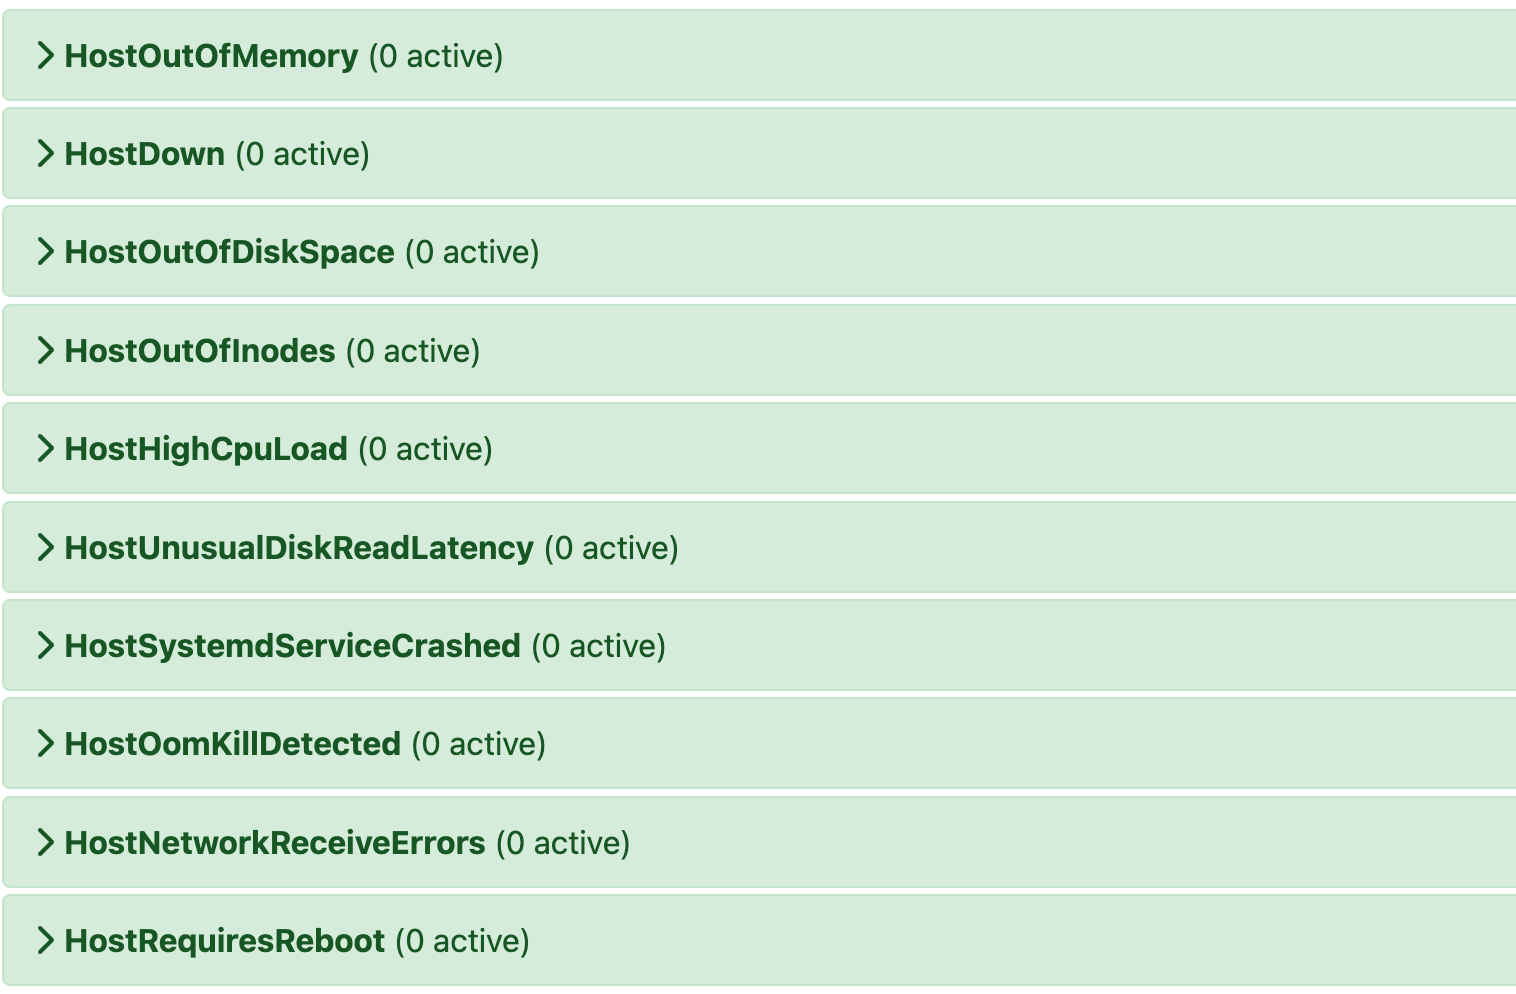 HostOutOfMemory (0 active)
HostDown (0 active)
HostOutOfDiskSpace (0 active)
HostOutOfInodes (0 active)
HostHighCpuLoad (0 active)
HostUnusualDiskReadLatency (0 active)
HostSystemdServiceCrashed (0 active)
HostOomKillDetected (0 active)
HostNetworkReceiveErrors (0 active)
HostRequiresReboot (0 active)